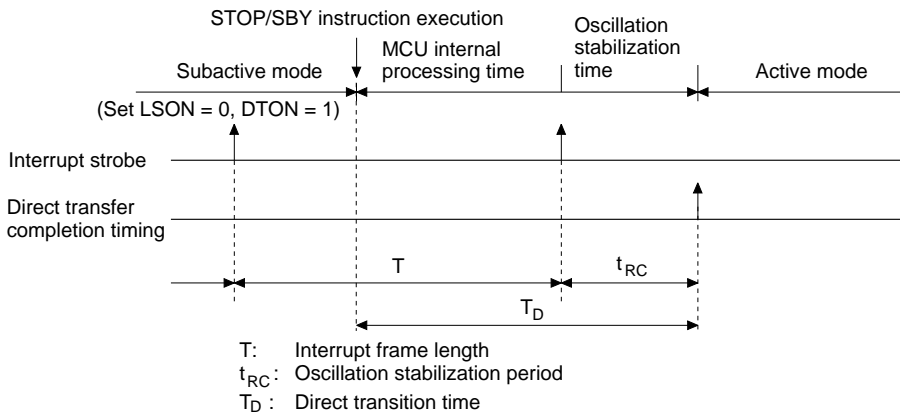 STOP/SBY instruction execution
Subactive mode
MCU internal
processing time
Oscillation
stabilization
time
Active mode
(Set LSON = 0, DTON = 1)
Interrupt strobe
Direct transfer
completion timing
T
tRC
TD
T: Interrupt frame length
tRC : Oscillation stabilization period
TD : Direct transition time